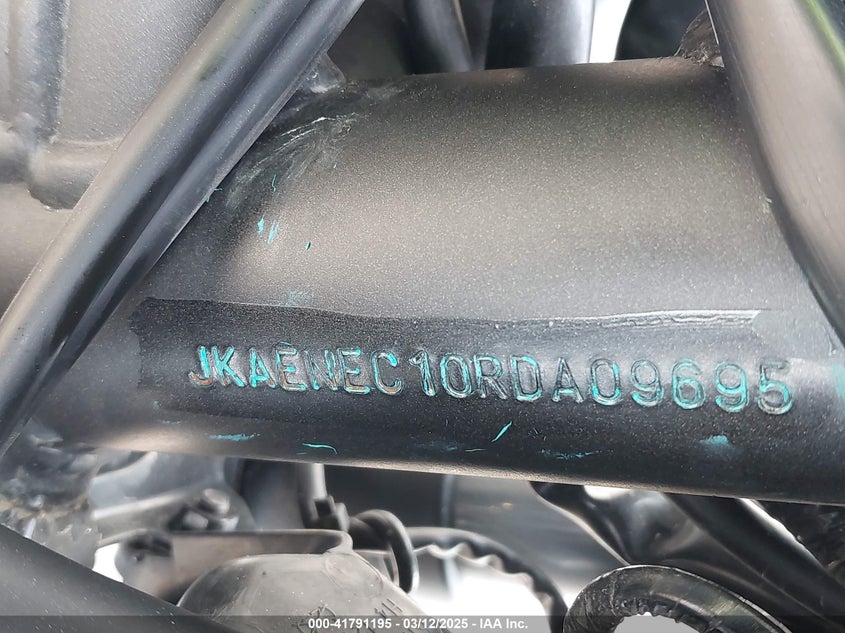 JKAENEC10RDA09695
000-41791195 - 03/12/2025 - IAA Inc.